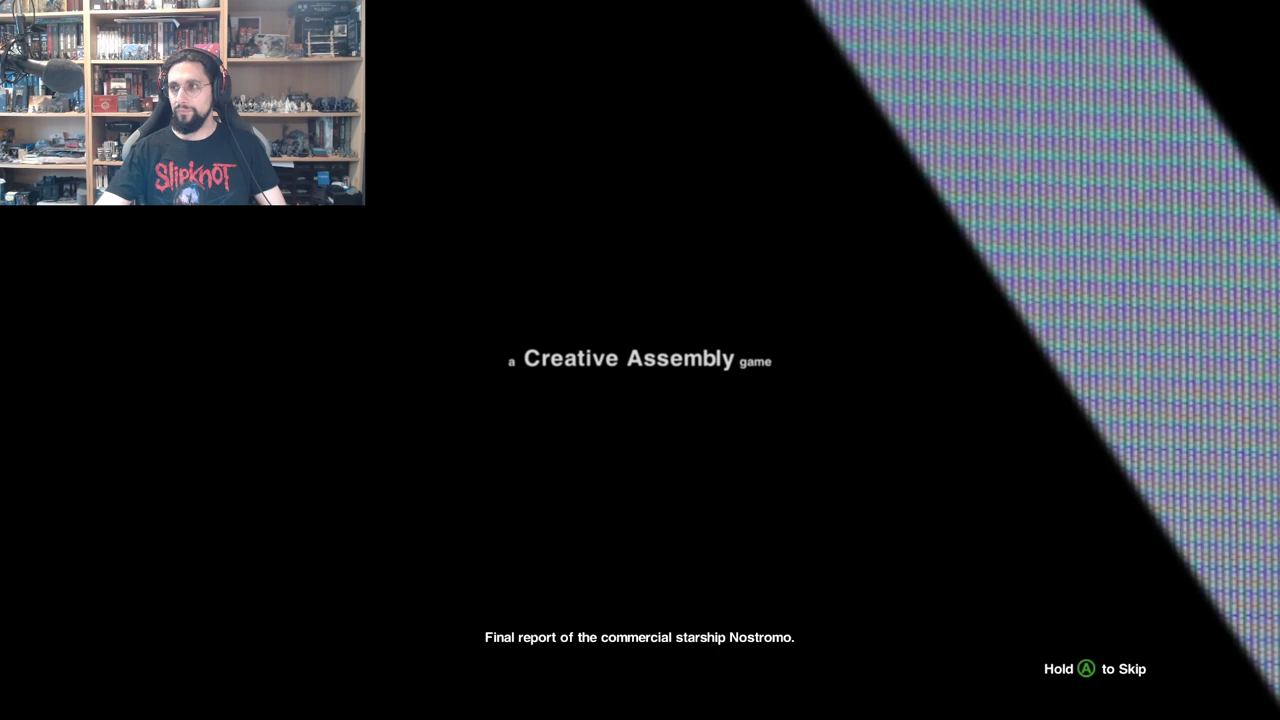 SlipknoT
a Creative Assembly game
Final report of the commercial starship Nostromo.
Hold A to Skip